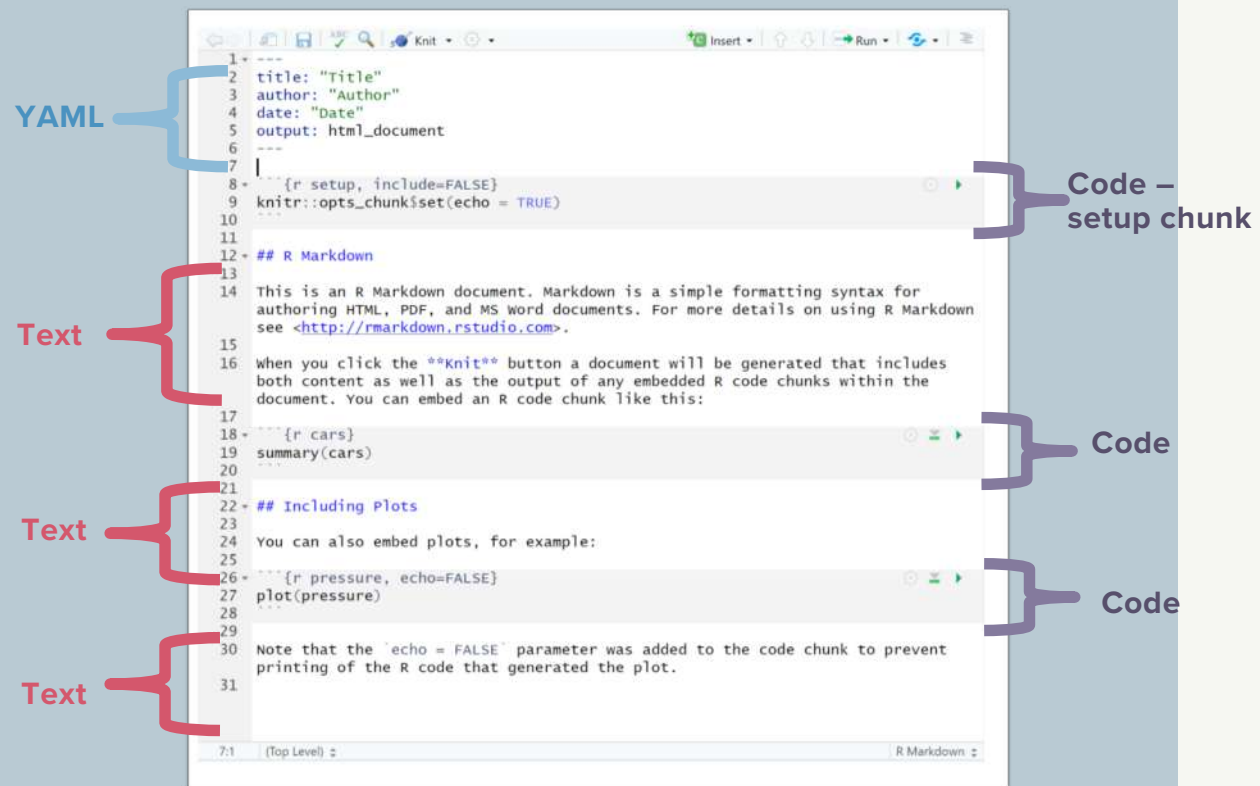 Knit
Insert
Run
1 ---
2 title: "Title"
3 author: "Author"
4 date: "Date"
5 output: html_document
6 ---
7
YAML
8 ```{r setup, include=FALSE}
9 knitr::opts_chunk$set(echo = TRUE)
10 ```
Code –
setup chunk
11
12 ## R Markdown
13
14 This is an R Markdown document. Markdown is a simple formatting syntax for
authoring HTML, PDF, and MS Word documents. For more details on using R Markdown
see <http://rmarkdown.rstudio.com>.
15
16 When you click the **Knit** button a document will be generated that includes
both content as well as the output of any embedded R code chunks within the
document. You can embed an R code chunk like this:
Text
17
18 ```{r cars}
19 summary(cars)
20 ```
Code
21
22 ## Including Plots
23
24 You can also embed plots, for example:
25
Text
26 ```{r pressure, echo=FALSE}
27 plot(pressure)
28 ```
Code
29
30 Note that the `echo = FALSE` parameter was added to the code chunk to prevent
printing of the R code that generated the plot.
31
Text
7:1 (Top Level) R Markdown